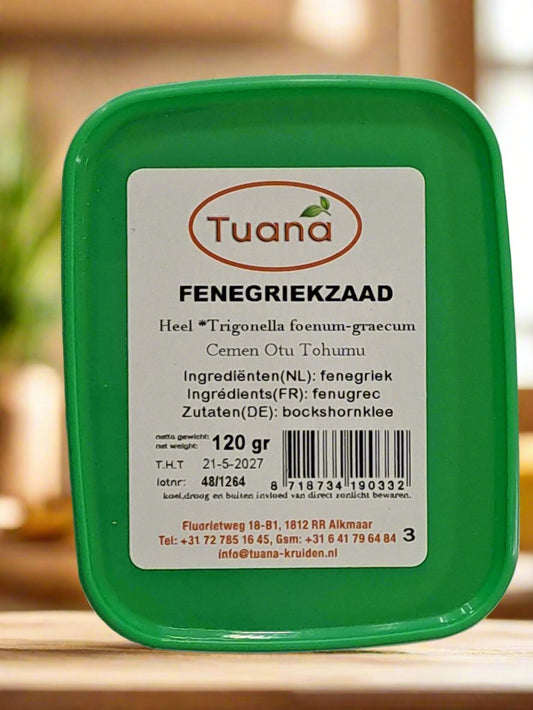 Tuana
FENEGRIEKZAAD
Heel *Trigonella foenum-graecum
Cemen Otu Tohumu
Ingrediënten(NL): fenegriek
Ingrédients(FR): fenugrec
Zutaten(DE): bockshornklee
netto gewicht:
net weight: 120 gr
T.H.T 21-5-2027
lotnr: 48/1264
8 718734 190332
koel,droog en buiten invloed van direct zonlicht bewaren.
Fluorietweg 18-B1, 1812 RR Alkmaar
Tel: +31 72 785 16 45, Gsm: +31 6 41 79 64 84 3
info@tuana-kruiden.nl